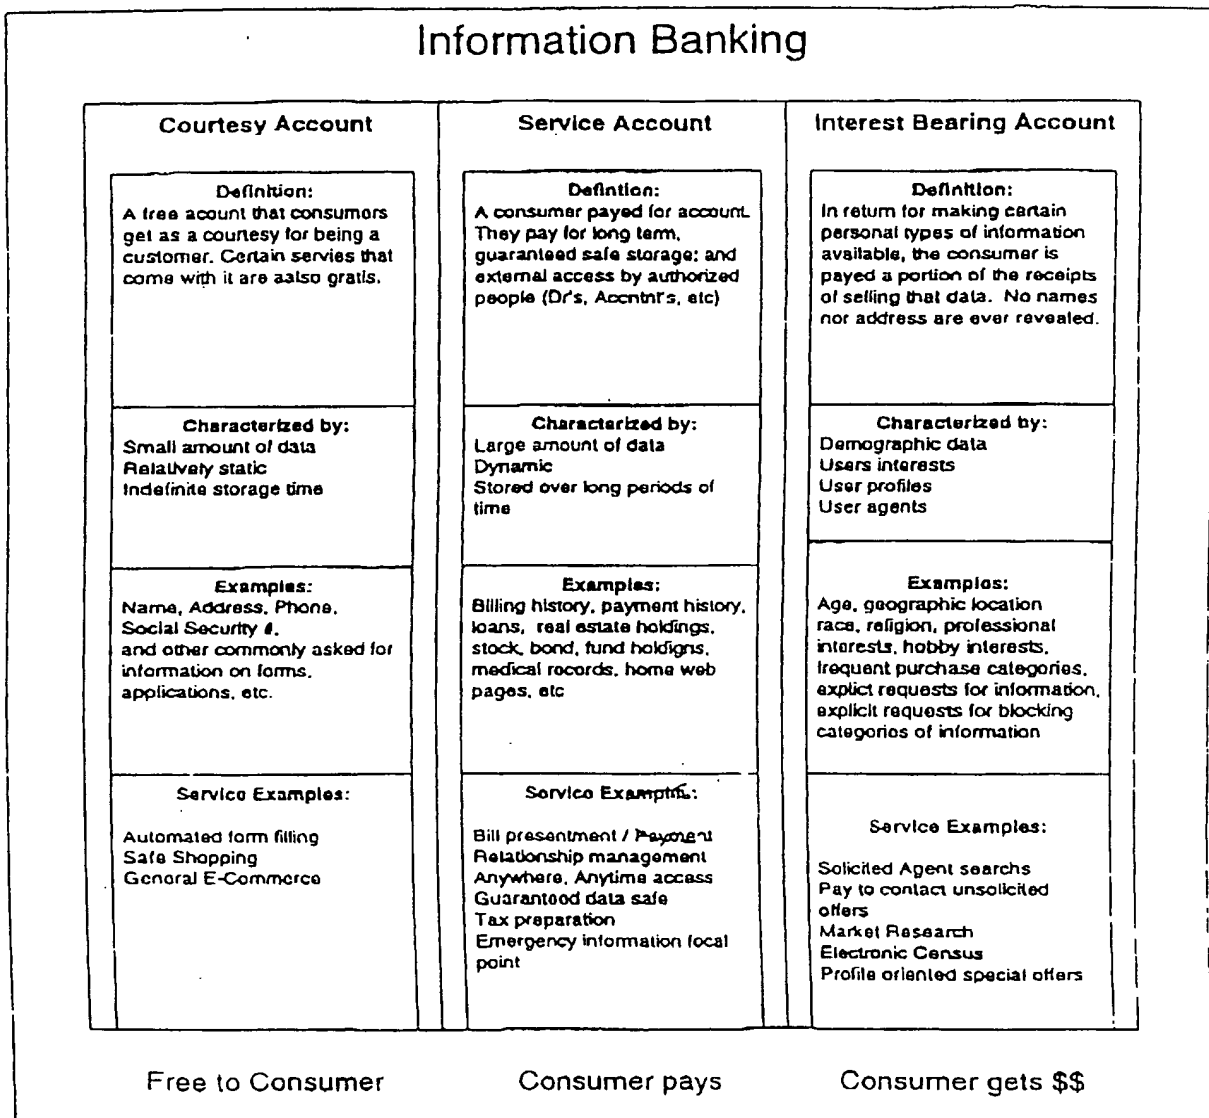 Information Banking
Courtesy Account
Definition:
A free acount that consumers
get as a courtesy for being a
customer. Certain servies that
come with it are aalso gratis.
Characterized by:
Small amount of data
Relatively static
Indefinite storage time
Examples:
Name, Address, Phone,
Social Security #,
and other commonly asked for
information on forms,
applications, etc.
Service Examples:
Automated form filling
Safe Shopping
General E-Commerce
Free to Consumer
Service Account
Defintion:
A consumer payed for account.
They pay for long term,
guaranteed safe storage; and
external access by authorized
people (Dr's, Accntnt's, etc)
Characterized by:
Large amount of data
Dynamic
Stored over long periods of
time
Examples:
Billing history, payment history,
loans, real estate holdings,
stock, bond, fund holdigns,
medical records, home web
pages, etc
Service Examples:
Bill presentment / Payment
Relationship management
Anywhere, Anytime access
Guaranteed data safe
Tax preparation
Emergency information focal
point
Consumer pays
Interest Bearing Account
Definition:
In return for making certain
personal types of information
available, the consumer is
payed a portion of the receipts
of selling that data. No names
nor address are ever revealed.
Characterized by:
Demographic data
Users interests
User profiles
User agents
Examples:
Age, geographic location
race, religion, professional
interests, hobby interests,
frequent purchase categories,
explict requests for information,
explicit requests for blocking
categories of information
Service Examples:
Solicited Agent searchs
Pay to contact unsolicited
offers
Market Research
Electronic Census
Profile oriented special offers
Consumer gets $$